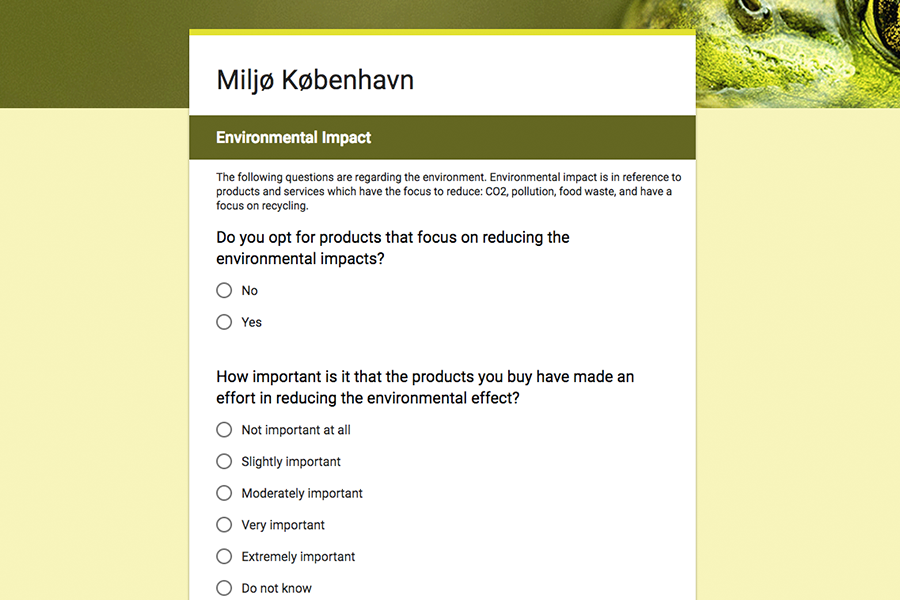 Miljø København
Environmental Impact
The following questions are regarding the environment. Environmental impact is in reference to
products and services which have the focus to reduce: CO2, pollution, food waste, and have a
focus on recycling.
Do you opt for products that focus on reducing the
environmental impacts?
No
Yes
How important is it that the products you buy have made an
effort in reducing the environmental effect?
Not important at all
Slightly important
Moderately important
Very important
Extremely important
Do not know